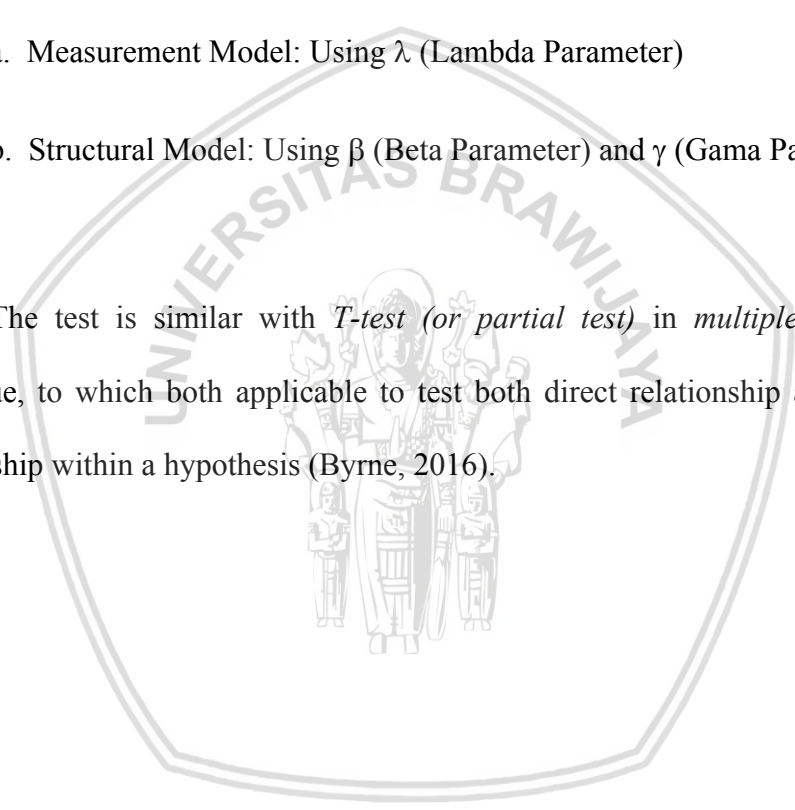 a. Measurement Model: Using λ (Lambda Parameter)
b. Structural Model: Using β (Beta Parameter) and γ (Gama Pa
UNIVERSITAS BRAWIJAYA
The test is similar with T-test (or partial test) in multiple
ue, to which both applicable to test both direct relationship
ship within a hypothesis (Byrne, 2016).